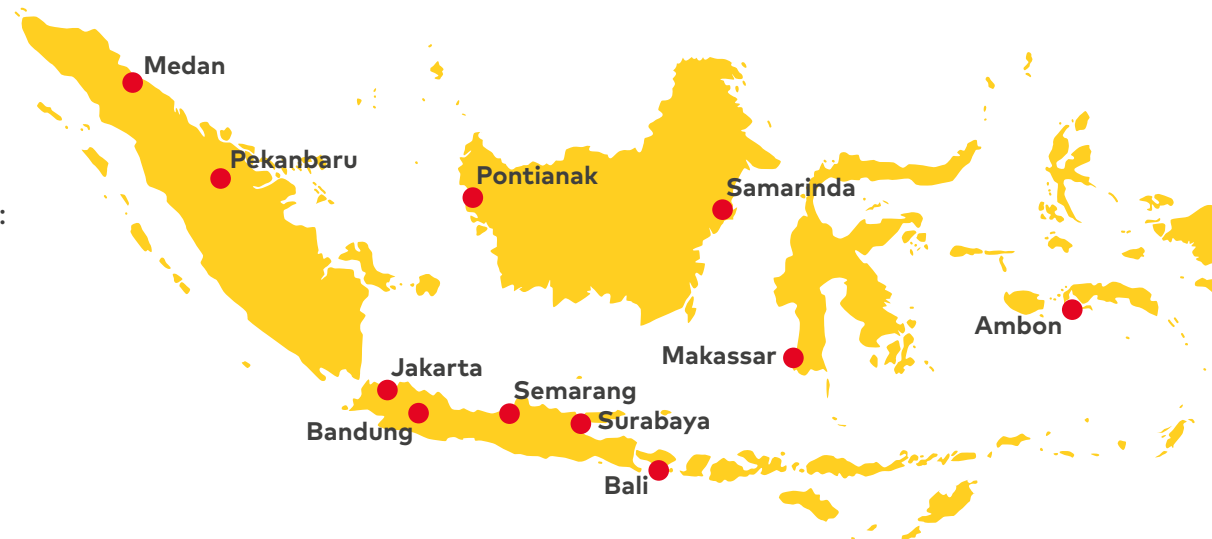 Medan
Pekanbaru
Pontianak
Samarinda
:
Ambon
Makassar
Jakarta
Semarang
Surabaya
Bandung
Bali